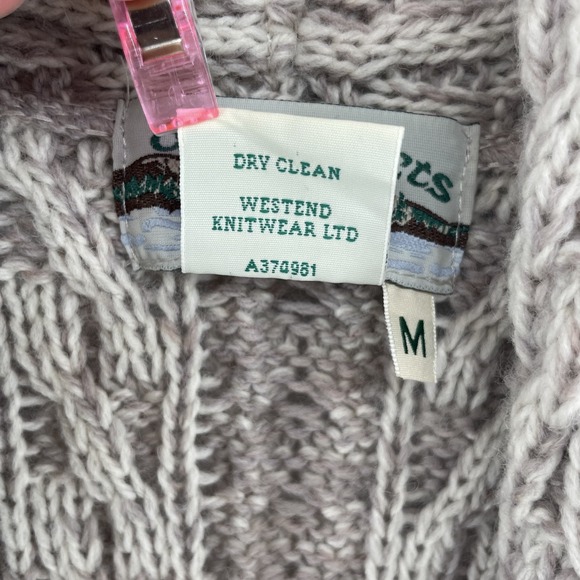 DRY CLEAN
WESTEND
KNITWEAR LTD
A370981
M